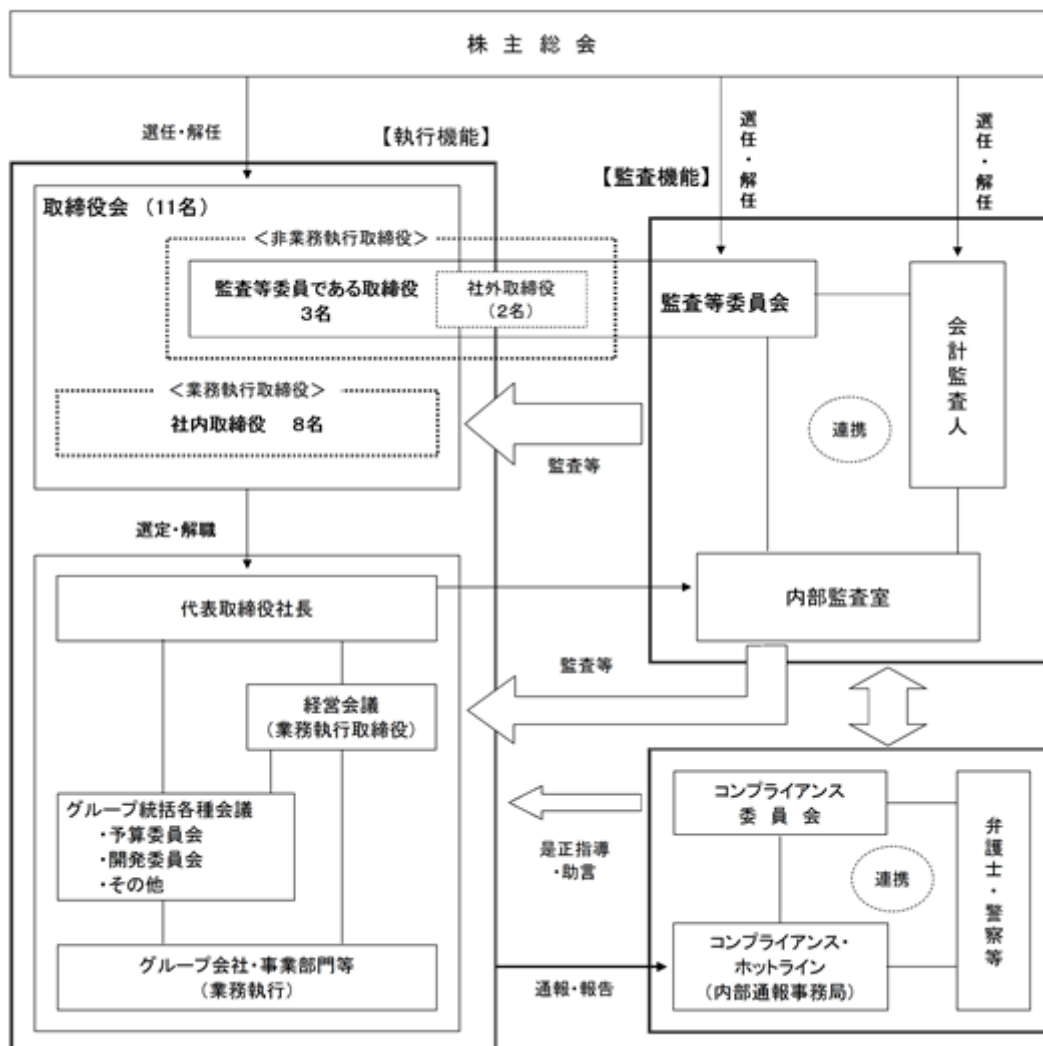 株 主 総 会
選任・解任
【執行機能】
選任・解任
選任・解任
【監査機能】
取締役会 （11名）
＜非業務執行取締役＞
監査等委員である取締役
3名
社外取締役
（2名）
監査等委員会
会計監査人
＜業務執行取締役＞
社内取締役 8名
連携
監査等
選定・解職
代表取締役社長
内部監査室
監査等
経営会議
（業務執行取締役）
グループ統括各種会議
・予算委員会
・開発委員会
・その他
コンプライアンス
委 員 会
弁護士・警察等
是正指導
・助言
連携
グループ会社・事業部門等
（業務執行）
コンプライアンス・
ホットライン
（内部通報事務局）
通報・報告